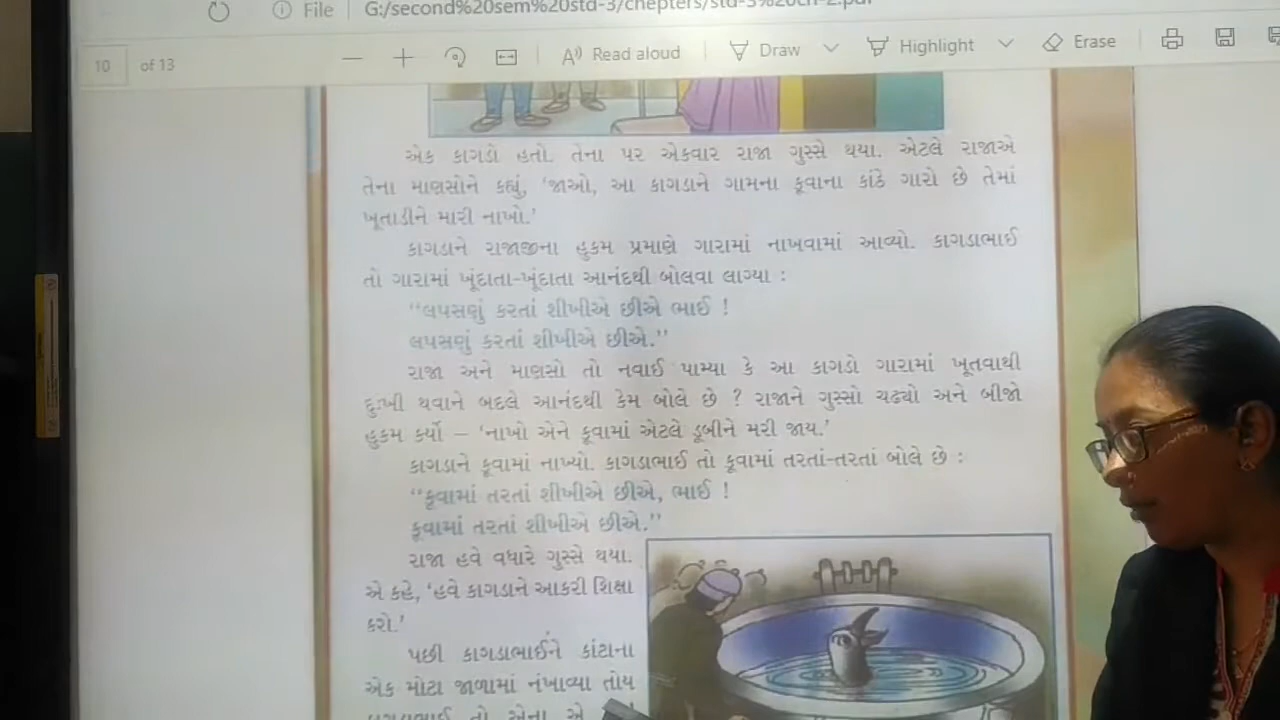 File G:/second%20sem%20std-3/chepters/std-3%20ch-2.pdf
10 of 13 Read aloud Draw Highlight Erase
એક કાગડો હતો. તેના પર એકવાર રાજા ગુસ્સે થયા. એટલે રાજાએ
તેના માણસોને કહ્યું, 'જાઓ, આ કાગડાને ગામના કૂવાના કાંઠે ગારો છે તેમાં
ખૂતાડીને મારી નાખો.'
કાગડાને રાજાજીના હુકમ પ્રમાણે ગારામાં નાખવામાં આવ્યો. કાગડાભાઈ
તો ગારામાં ખૂંદાતા-ખૂંદાતા આનંદથી બોલવા લાગ્યા :
"લપસણું કરતાં શીખીએ છીએ ભાઈ !
લપસણું કરતાં શીખીએ છીએ."
રાજા અને માણસો તો નવાઈ પામ્યા કે આ કાગડો ગારામાં ખૂતવાથી
દુઃખી થવાને બદલે આનંદથી કેમ બોલે છે ? રાજાને ગુસ્સો ચઢ્યો અને બીજો
હુકમ કર્યો – 'નાખો એને કૂવામાં એટલે ડૂબીને મરી જાય.'
કાગડાને કૂવામાં નાખ્યો. કાગડાભાઈ તો કૂવામાં તરતાં-તરતાં બોલે છે :
"કૂવામાં તરતાં શીખીએ છીએ, ભાઈ !
કૂવામાં તરતાં શીખીએ છીએ."
રાજા હવે વધારે ગુસ્સે થયા.
એ કહે, 'હવે કાગડાને આકરી શિક્ષા
કરો.'
પછી કાગડાભાઈને કાંટાના
એક મોટા જાળામાં નંખાવ્યા તોય
તો એના એ